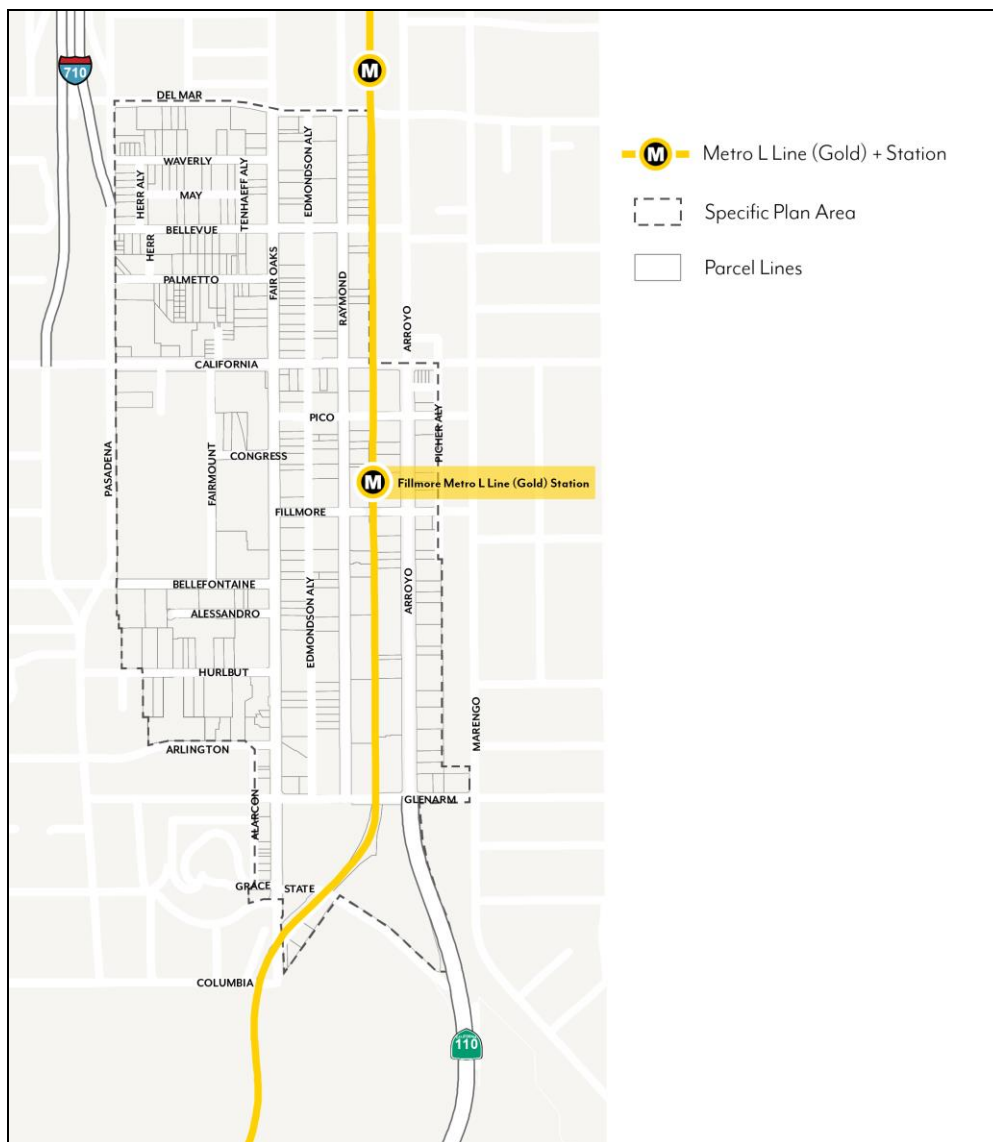 710
M
DEL MAR
WAVERLY
HERR ALY
TENHAEFF ALY
EDMONDSON ALY
MAY
BELLEVUE
HERR
FAIR OAKS
PALMETTO
RAYMOND
ARROYO
CALIFORNIA
PICO
PICHER ALY
PASADENA
FAIRMOUNT
CONGRESS
M
Fillmore Metro L Line (Gold) Station
FILLMORE
BELLEFONTAINE
ALESSANDRO
EDMONDSON ALY
ARROYO
HURLBUT
MARENGO
ARLINGTON
GLENARM
ALARCON
GRACE
STATE
COLUMBIA
110
M
Metro L Line (Gold) + Station
Specific Plan Area
Parcel Lines